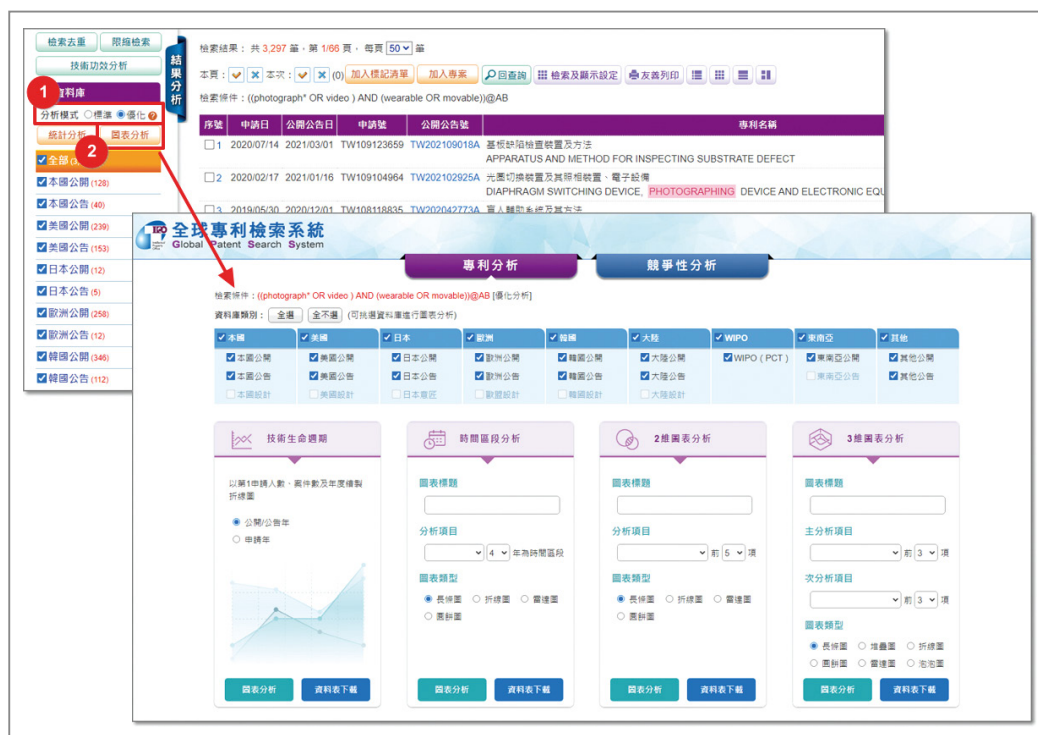 檢索去重 限縮檢索
技術功效分析
結果分析
1
資料庫
分析模式 ○標準 ◉優化
統計分析 圖表分析
2
全部
本國公開 (128)
本國公告 (40)
美國公開 (239)
美國公告 (153)
日本公開 (12)
日本公告 (5)
歐洲公開 (258)
歐洲公告 (12)
韓國公開 (346)
韓國公告 (112)
檢索結果： 共 3,297 筆，第 1/66 頁， 每頁 50 筆
本頁： 本次： (0) 加入標記清單 加入專案 回查詢 檢索及顯示設定 友善列印
檢索條件：((photograph* OR video ) AND (wearable OR movable))@AB
序號 申請日 公開公告日 申請號 公開公告號 專利名稱
1 2020/07/14 2021/03/01 TW109123659 TW202109018A 基板缺陷檢查裝置及方法
APPARATUS AND METHOD FOR INSPECTING SUBSTRATE DEFECT
2 2020/02/17 2021/01/16 TW109104964 TW202102925A 光圈切換裝置及其照相裝置、電子設備
DIAPHRAGM SWITCHING DEVICE, PHOTOGRAPHING DEVICE AND ELECTRONIC EQU
3 2019/05/30 2020/12/01 TW108118835 TW202042773A 盲人輔助系統及其方法
TIPO 全球專利檢索系統
Global Patent Search System
專利分析 競爭性分析
檢索條件：((photograph* OR video ) AND (wearable OR movable))@AB [優化分析]
資料庫類別： 全選 全不選 (可挑選資料庫進行圖表分析)
本國 美國 日本 歐洲 韓國 大陸 WIPO 東南亞 其他
本國公開 美國公開 日本公開 歐洲公開 韓國公開 大陸公開 WIPO ( PCT ) 東南亞公開 其他公開
本國公告 美國公告 日本公告 歐洲公告 韓國公告 大陸公告 東南亞公告 其他公告
本國設計 美國設計 日本意匠 歐盟設計 韓國設計 大陸設計
技術生命週期
以第1申請人數、案件數及年度繪製
折線圖
公開/公告年
申請年
圖表分析 資料表下載
時間區段分析
圖表標題
分析項目
4 年為時間區段
圖表類型
長條圖 折線圖 雷達圖
圓餅圖
圖表分析 資料表下載
2維圖表分析
圖表標題
分析項目
前 5 項
圖表類型
長條圖 折線圖 雷達圖
圓餅圖
圖表分析 資料表下載
3維圖表分析
圖表標題
主分析項目
前 3 項
次分析項目
前 3 項
圖表類型
長條圖 堆疊圖 折線圖
圓餅圖 雷達圖 泡泡圖
圖表分析 資料表下載